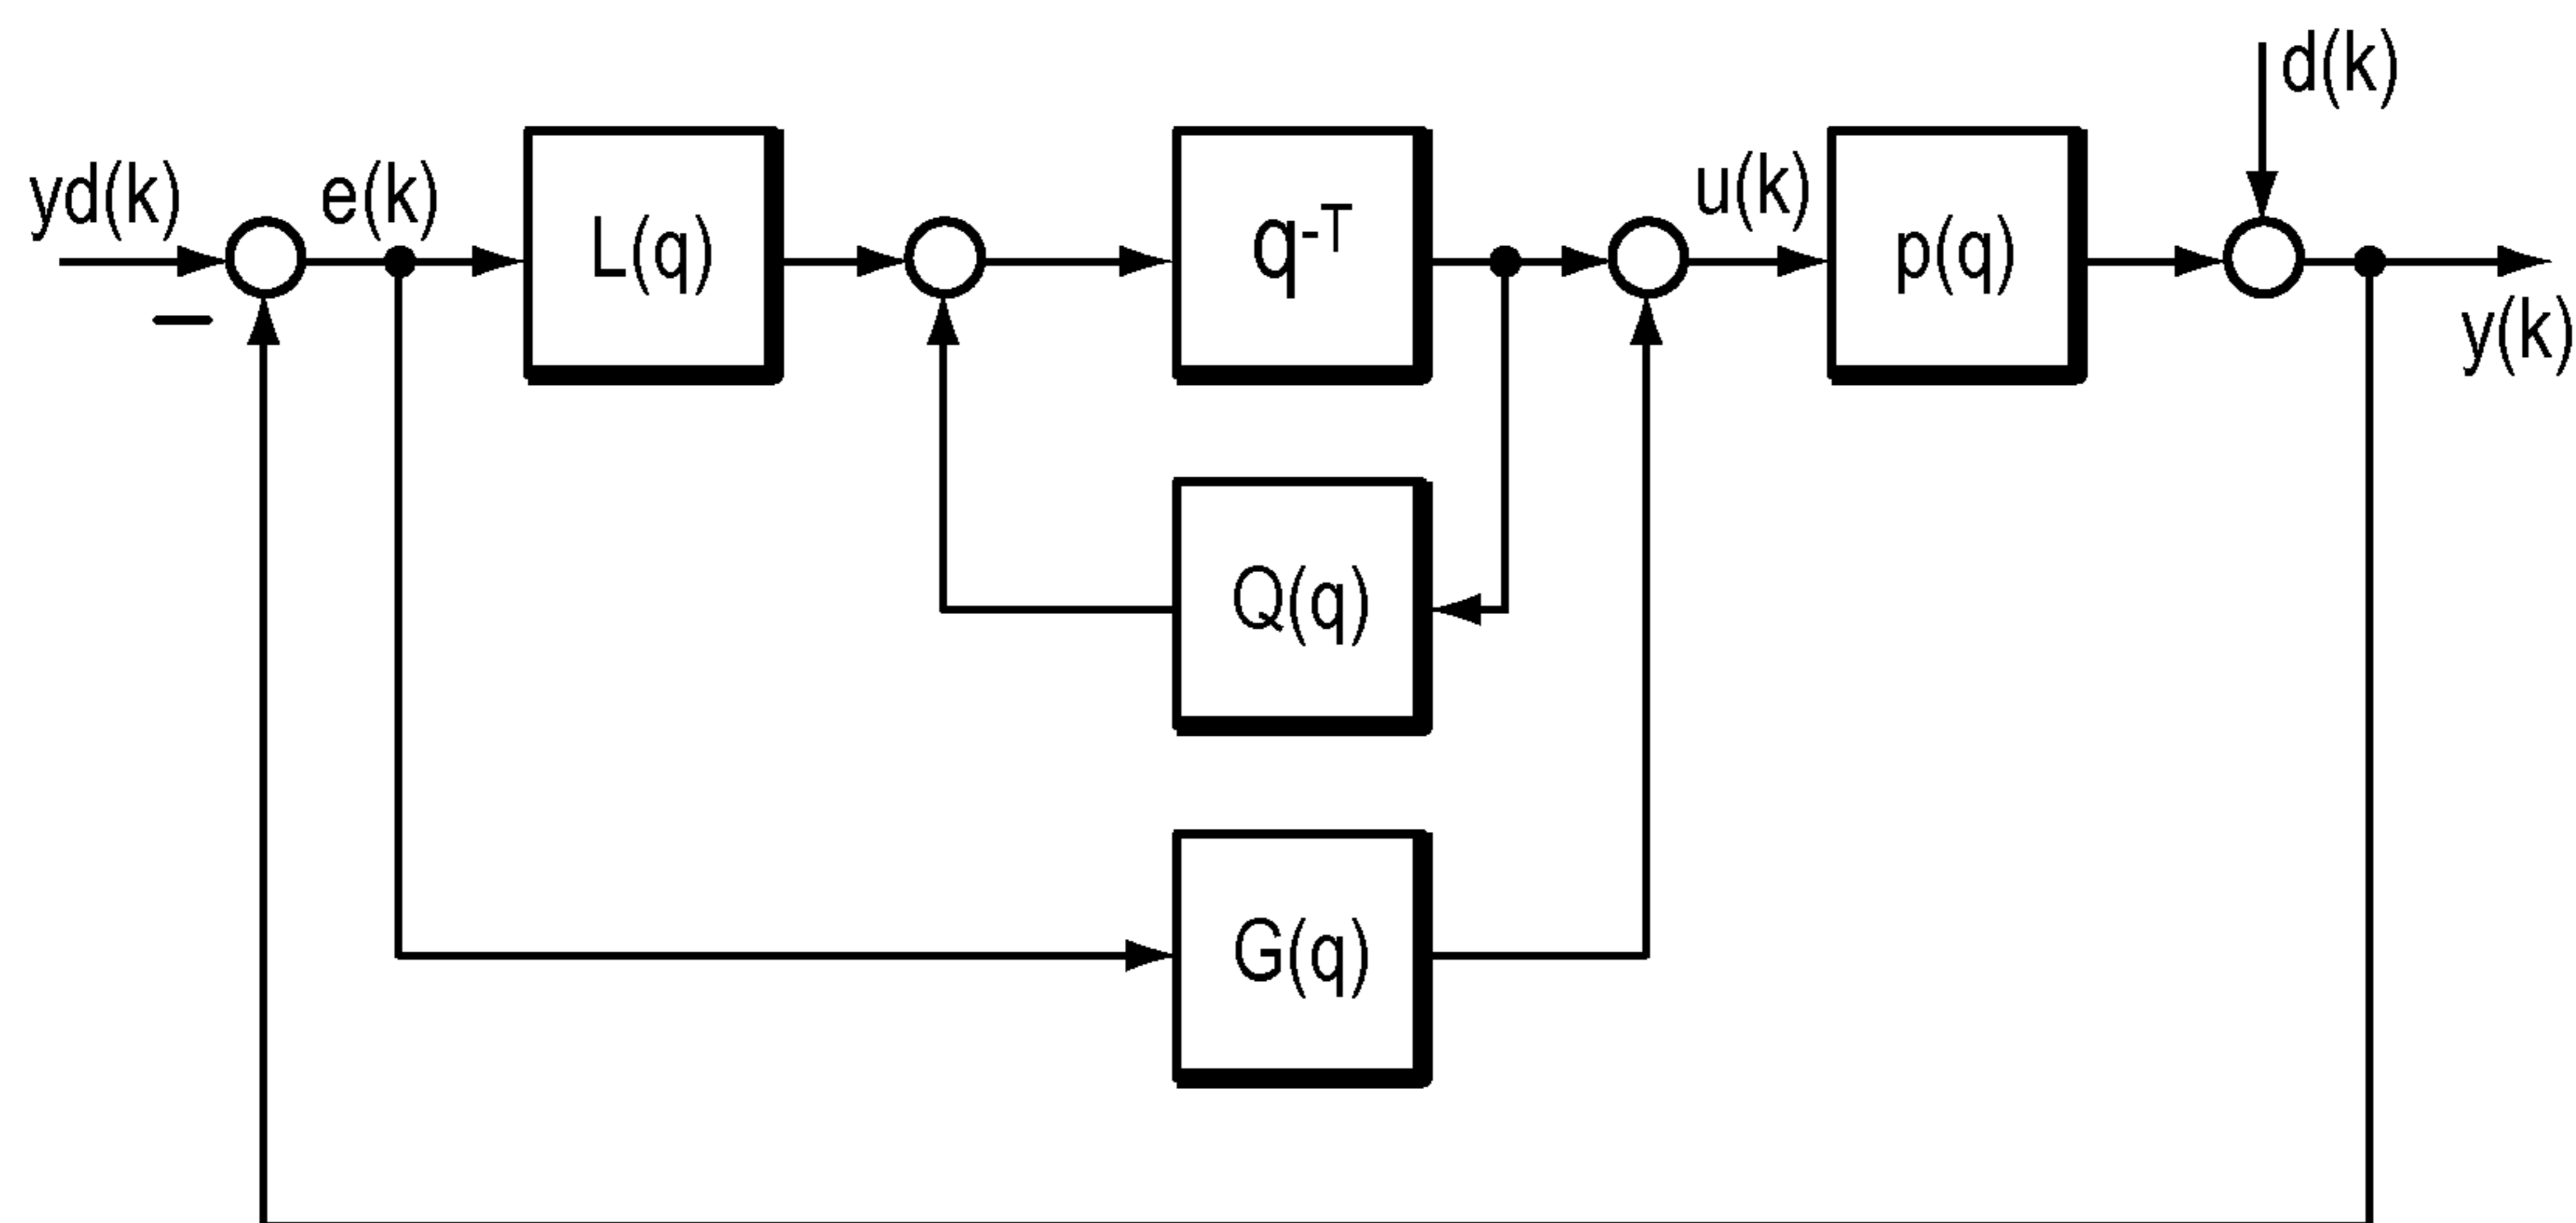 d(k)
yd(k)
e(k)
L(q)
q-T
u(k)
p(q)
−
y(k)
Q(q)
G(q)